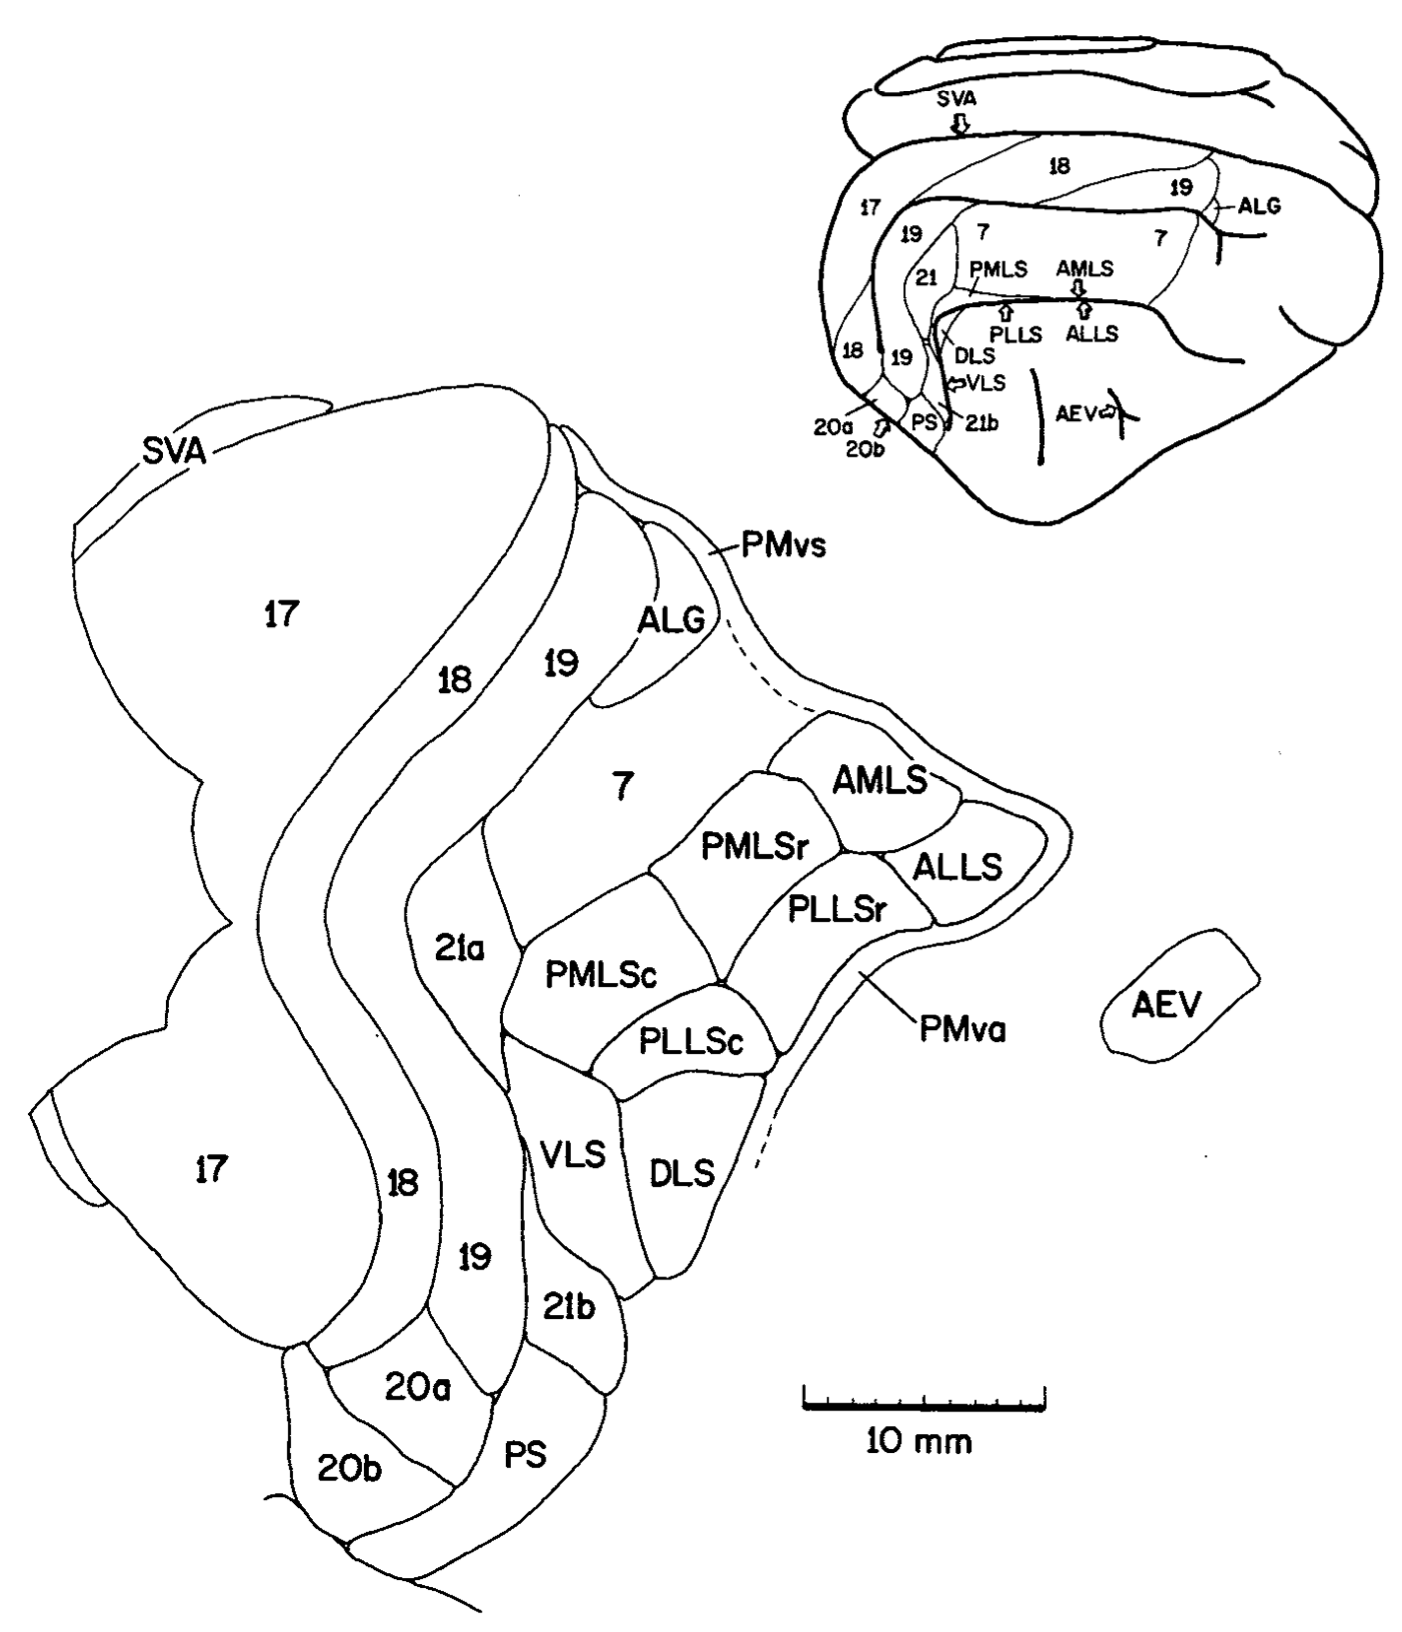 SVA
18
17
19
ALG
19
7
7
21
PMLS
AMLS
PLLS
ALLS
18
19
DLS
VLS
20a
PS
21b
AEV
20b
SVA
PMvs
17
ALG
18
19
7
AMLS
PMLSr
ALLS
PLLSr
21a
PMLSc
AEV
PMva
PLLSc
17
18
VLS
DLS
19
21b
20a
20b
PS
10 mm